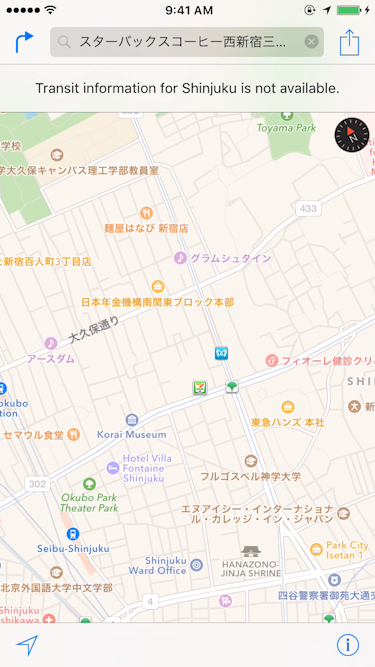 9:41 AM
スターバックスコーヒー西新宿三...
Transit information for Shinjuku is not available.
Toyama Park
学校
学大久保キャンパス理工学部教員室
433
麺屋はなび 新宿店
新宿百人町3丁目店
グラムシュタイン
日本年金機構南関東ブロック本部
大久保通り
アースダム
フィオーレ健診クリ
SHI
okubo
tion
東急ハンズ 本社
新
セマウル食堂
Korai Museum
Hotel Villa
Fontaine
Shinjuku
フルゴスペル神学大学
302
Okubo Park
Theater Park
エヌアイシー・インターナショナ
ル・カレッジ・イン・ジャパン
Seibu-Shinjuku
Park City
Isetan 1
Shinjuku
Ward Office
HANAZONO-
JINJA SHRINE
北京外国語大学中文学部
四谷警察署御苑大通
4
Shinjuku
ishikawa